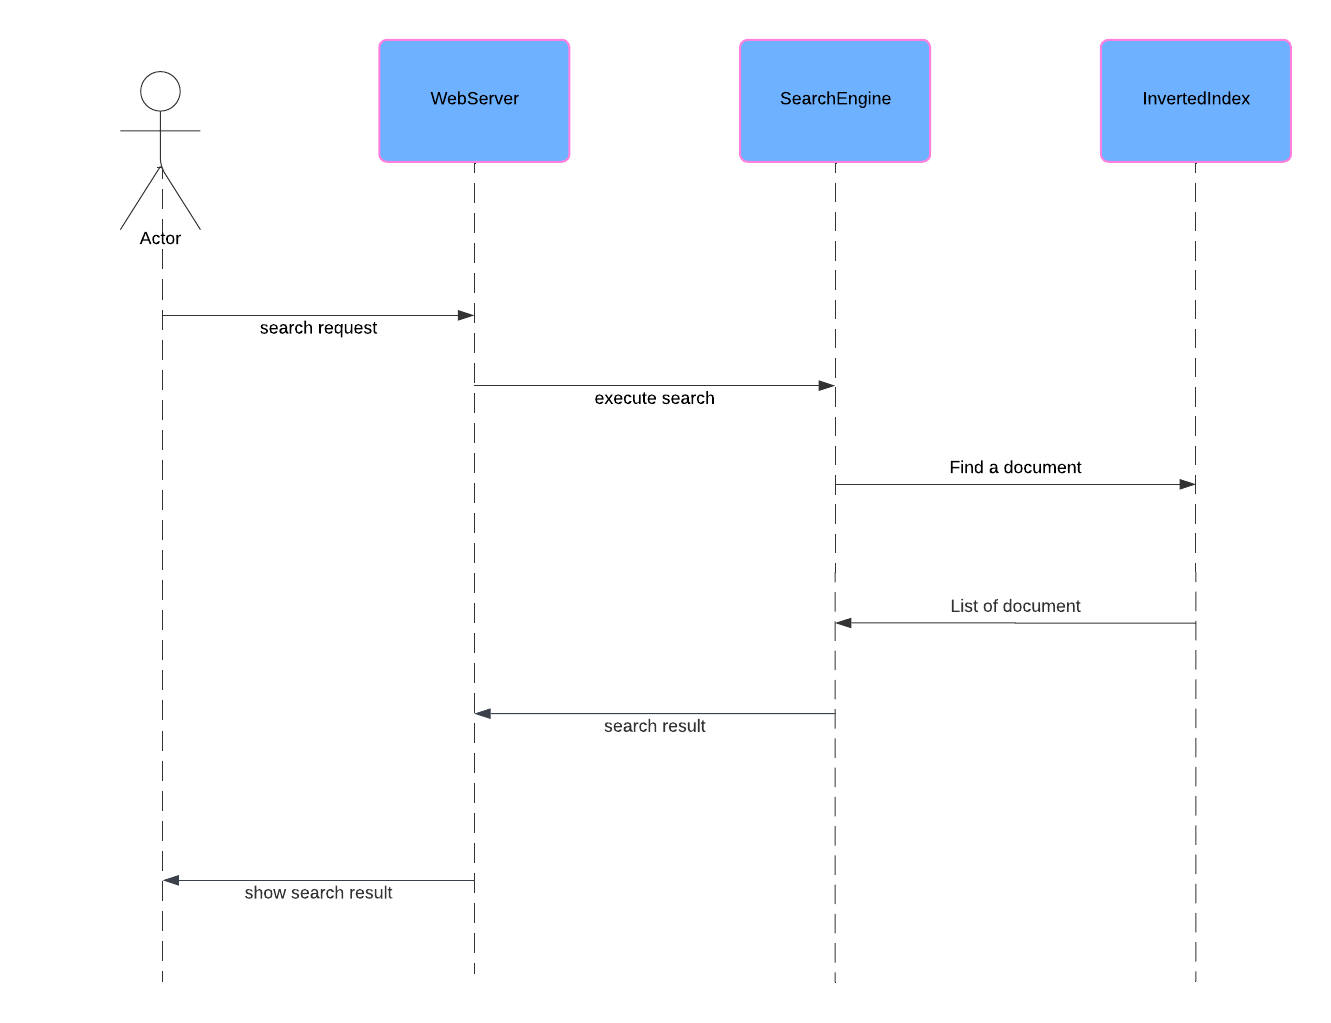 WebServer
SearchEngine
InvertedIndex
Actor
search request
execute search
Find a document
List of document
search result
show search result